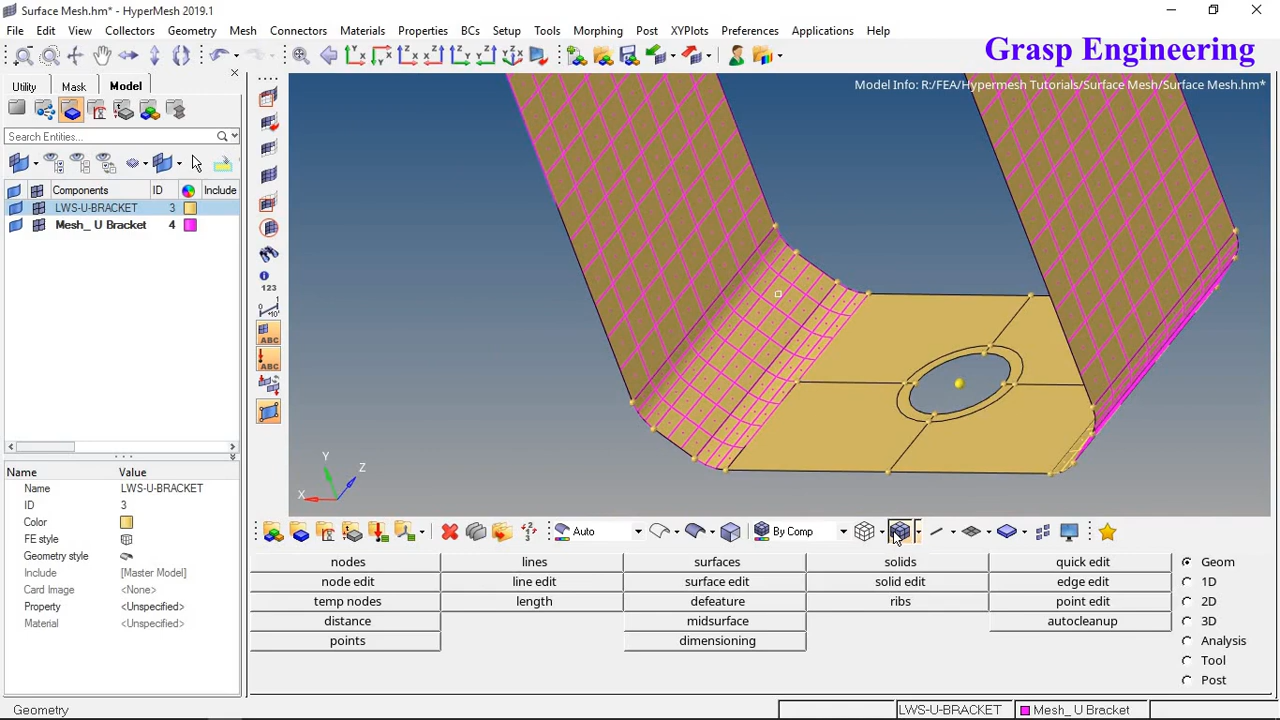 Surface Mesh.hm* - HyperMesh 2019.1
File Edit View Collectors Geometry Mesh Connectors Materials Properties BCs Setup Tools Morphing Post XYPlots Preferences Applications Help
Grasp Engineering
Utility Mask Model
Model Info: R:/FEA/Hypermesh Tutorials/Surface Mesh/Surface Mesh.hm*
Search Entities...
Components ID Include
LWS-U-BRACKET 3
Mesh_ U Bracket 4
123
+10'
ABC
ABC
Name Value
Name LWS-U-BRACKET
ID 3
Color
FE style
Geometry style
Include [Master Model]
Card Image <None>
Property <Unspecified>
Material <Unspecified>
Y
Z
X
Auto By Comp
nodes lines surfaces solids quick edit Geom
node edit line edit surface edit solid edit edge edit 1D
temp nodes length defeature ribs point edit 2D
distance midsurface autocleanup 3D
points dimensioning Analysis
Tool
Post
Geometry LWS-U-BRACKET Mesh_ U Bracket